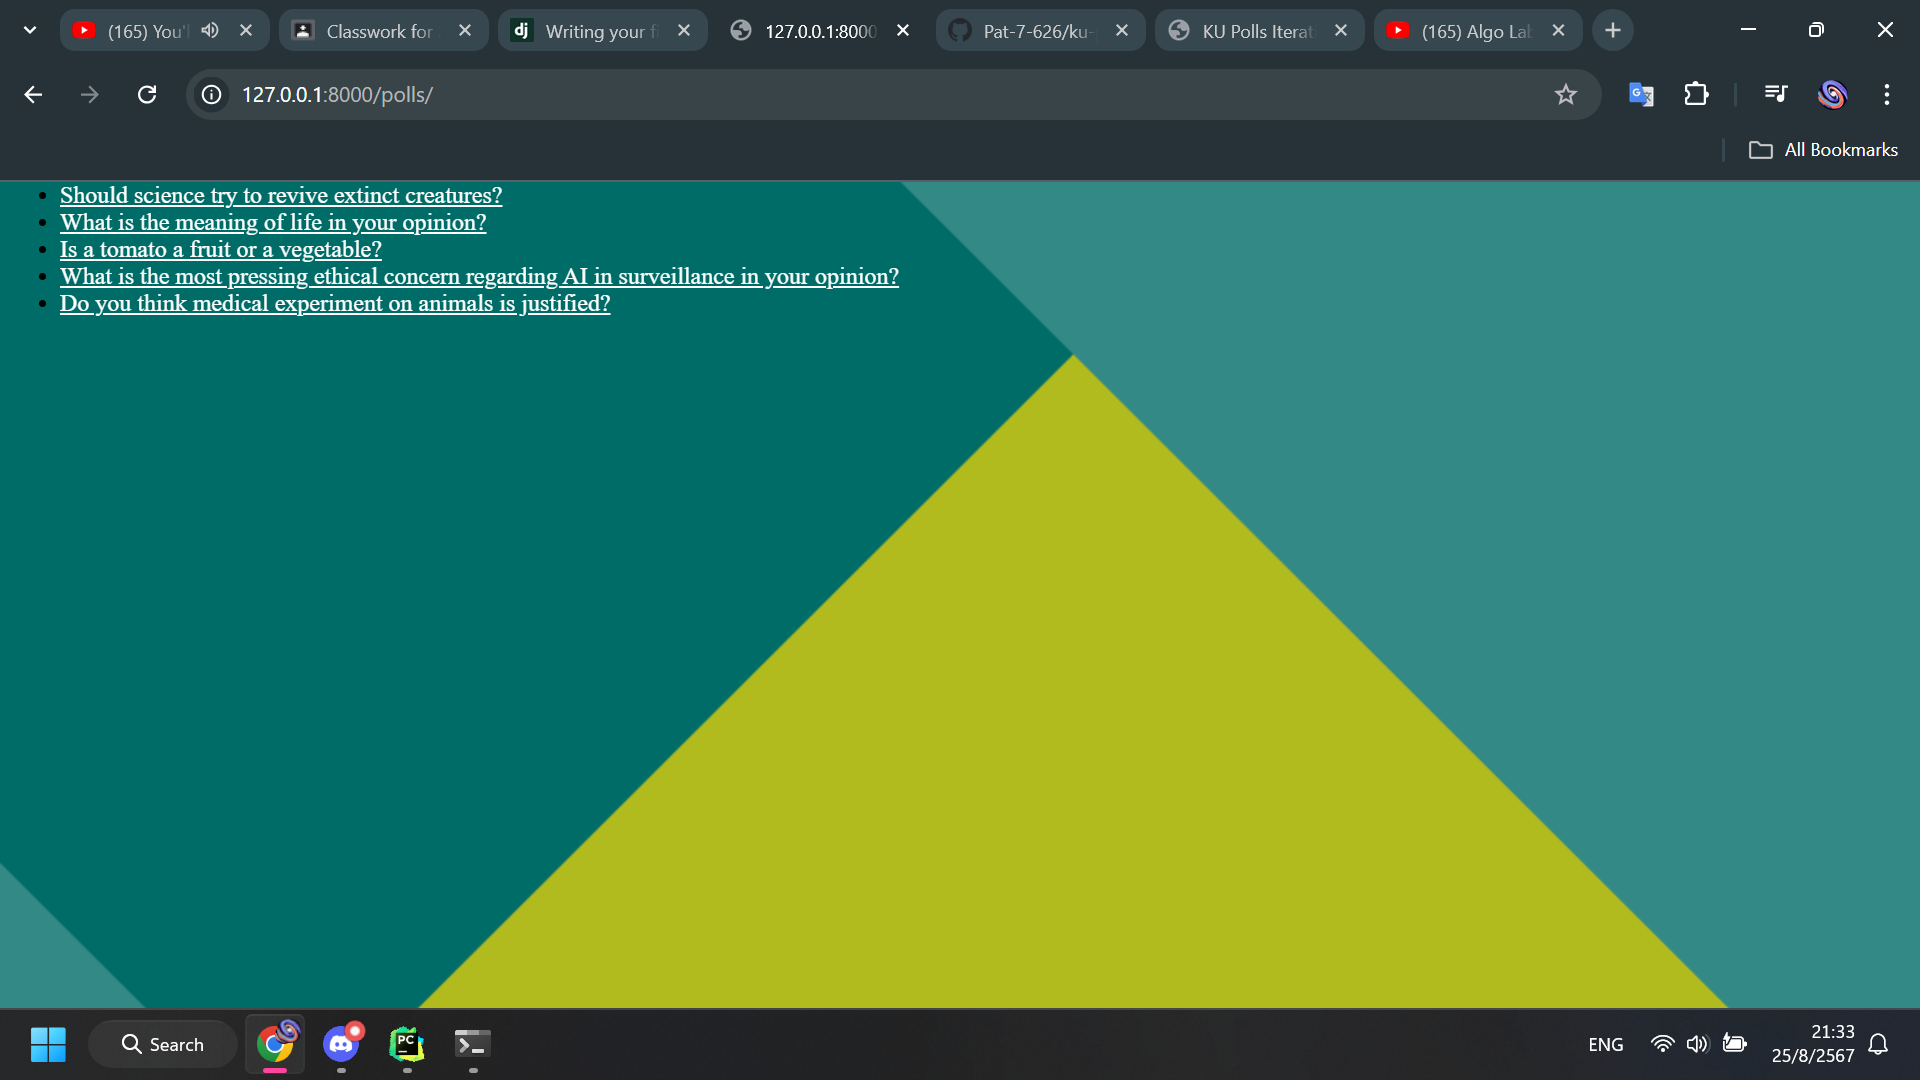 (165) You'l
Classwork for
dj Writing your fi
127.0.0.1:8000
Pat-7-626/ku-
KU Polls Iterat
(165) Algo Lab
127.0.0.1:8000/polls/
All Bookmarks
Should science try to revive extinct creatures?
What is the meaning of life in your opinion?
Is a tomato a fruit or a vegetable?
What is the most pressing ethical concern regarding AI in surveillance in your opinion?
Do you think medical experiment on animals is justified?
Search
PC
ENG
21:33
25/8/2567